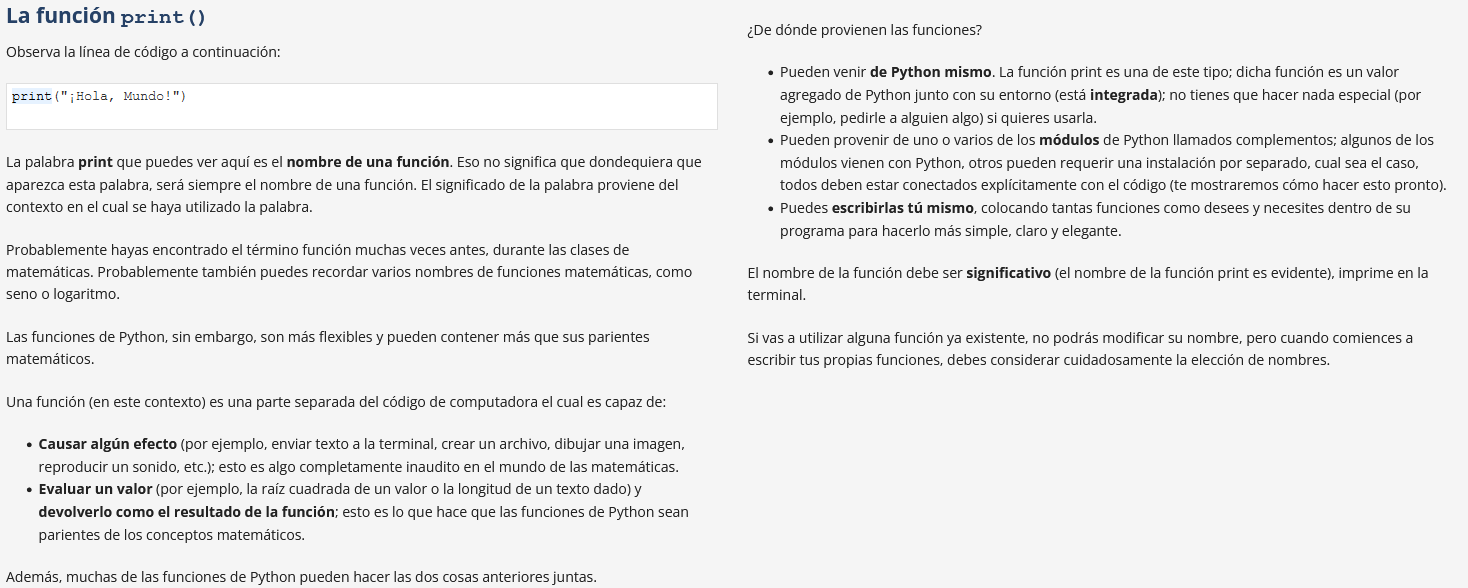 La función print()
Observa la línea de código a continuación:
print("¡Hola, Mundo!")
La palabra print que puedes ver aquí es el nombre de una función. Eso no significa que dondequiera que
aparezca esta palabra, será siempre el nombre de una función. El significado de la palabra proviene del
contexto en el cual se haya utilizado la palabra.
Probablemente hayas encontrado el término función muchas veces antes, durante las clases de
matemáticas. Probablemente también puedes recordar varios nombres de funciones matemáticas, como
seno o logaritmo.
Las funciones de Python, sin embargo, son más flexibles y pueden contener más que sus parientes
matemáticos.
Una función (en este contexto) es una parte separada del código de computadora el cual es capaz de:
• Causar algún efecto (por ejemplo, enviar texto a la terminal, crear un archivo, dibujar una imagen,
reproducir un sonido, etc.); esto es algo completamente inaudito en el mundo de las matemáticas.
• Evaluar un valor (por ejemplo, la raíz cuadrada de un valor o la longitud de un texto dado) y
devolverlo como el resultado de la función; esto es lo que hace que las funciones de Python sean
parientes de los conceptos matemáticos.
Además, muchas de las funciones de Python pueden hacer las dos cosas anteriores juntas.
¿De dónde provienen las funciones?
• Pueden venir de Python mismo. La función print es una de este tipo; dicha función es un valor
agregado de Python junto con su entorno (está integrada); no tienes que hacer nada especial (por
ejemplo, pedirle a alguien algo) si quieres usarla.
• Pueden provenir de uno o varios de los módulos de Python llamados complementos; algunos de los
módulos vienen con Python, otros pueden requerir una instalación por separado, cual sea el caso,
todos deben estar conectados explícitamente con el código (te mostraremos cómo hacer esto pronto).
• Puedes escribirlas tú mismo, colocando tantas funciones como desees y necesites dentro de su
programa para hacerlo más simple, claro y elegante.
El nombre de la función debe ser significativo (el nombre de la función print es evidente), imprime en la
terminal.
Si vas a utilizar alguna función ya existente, no podrás modificar su nombre, pero cuando comiences a
escribir tus propias funciones, debes considerar cuidadosamente la elección de nombres.